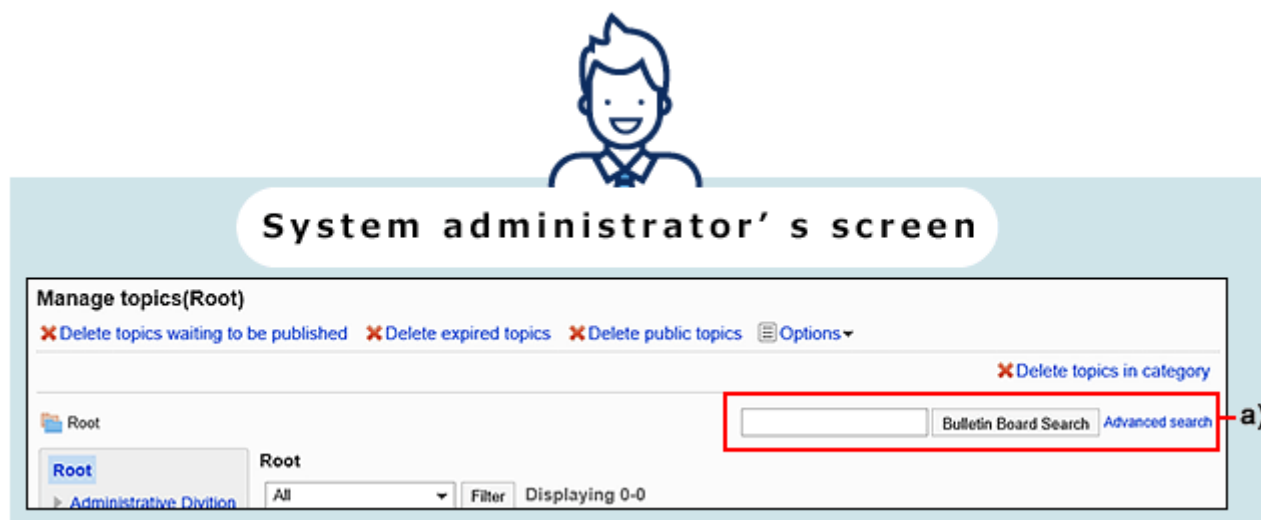 System administrator' s screen
Manage topics(Root)
Delete topics waiting to be published Delete expired topics Delete public topics Options
Delete topics in category
Root Bulletin Board Search Advanced search a)
Root Root
Administrative Divition All Filter Displaying 0-0